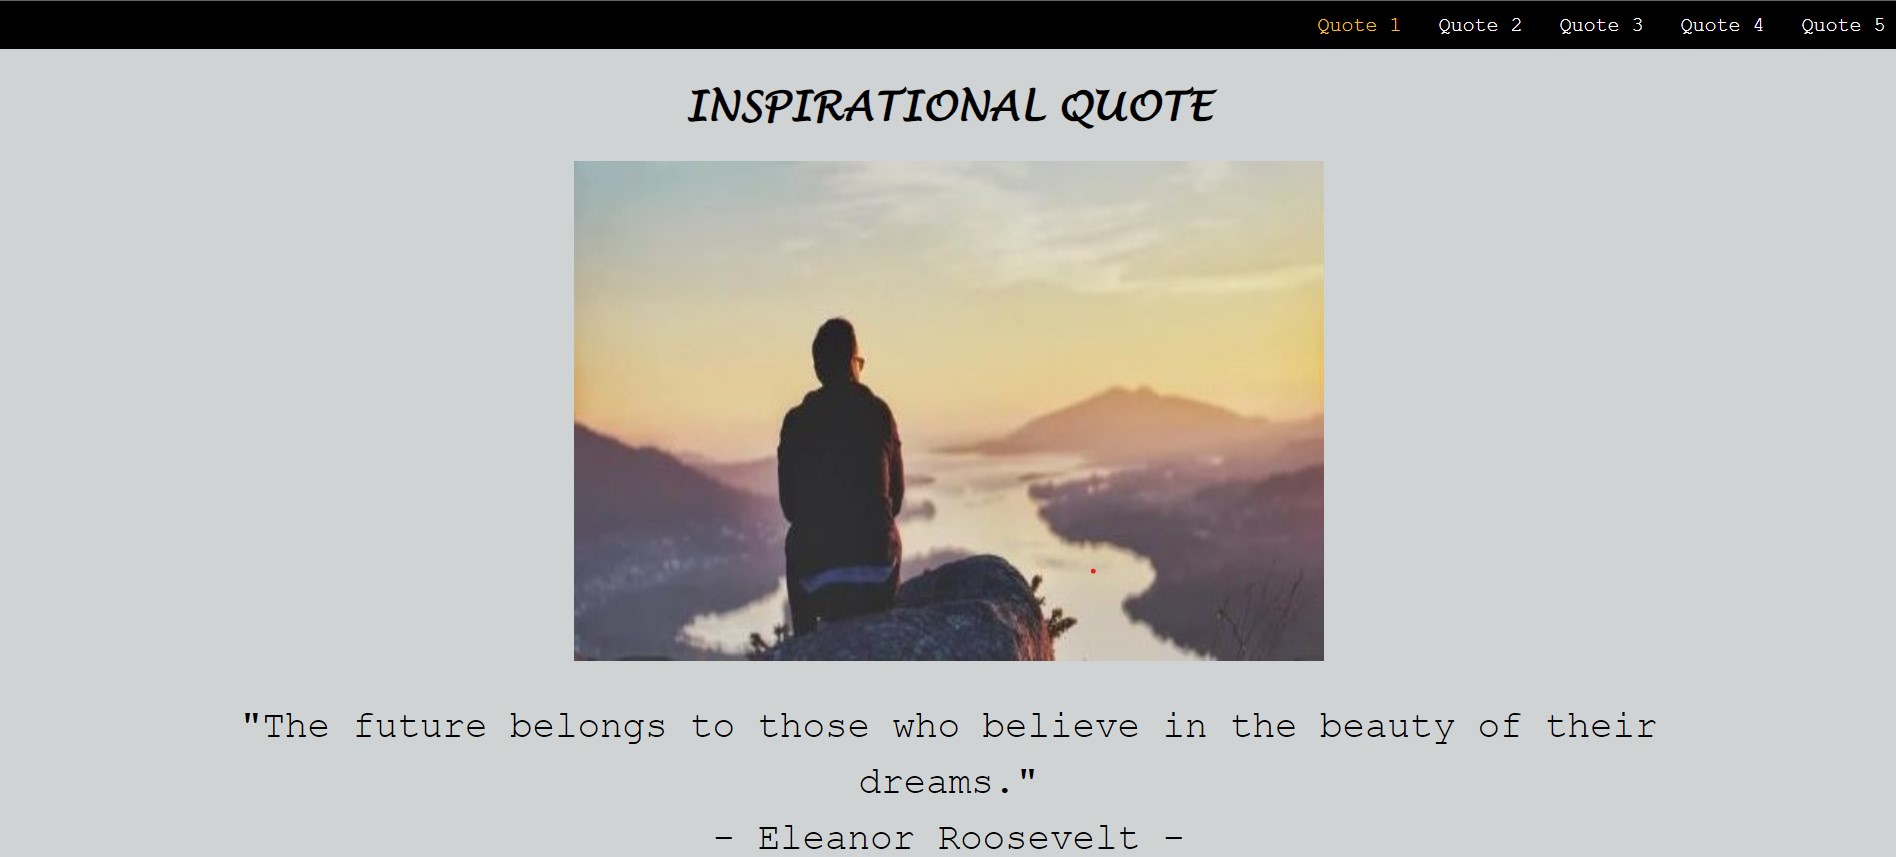 Quote 1 Quote 2 Quote 3 Quote 4 Quote 5
INSPIRATIONAL QUOTE
"The future belongs to those who believe in the beauty of their
dreams."
- Eleanor Roosevelt -